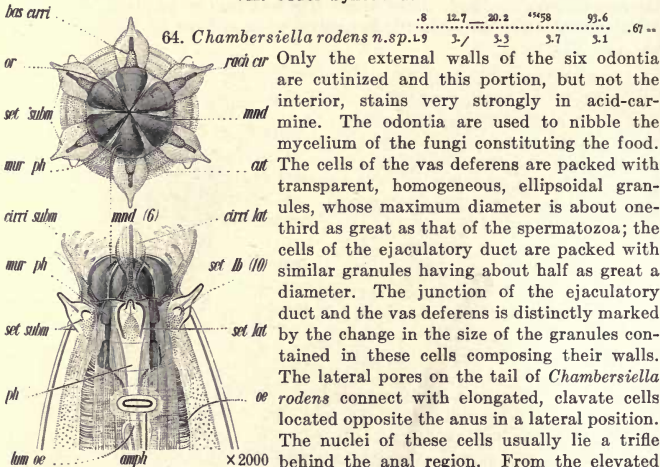 .8 12.7 20.2 93.6
64. Chambersiella rodens n.sp. 3.3 3.7 3.1 .67
Only the external walls of the six odontia
are cutinized and this portion, but not the
interior, stains very strongly in acid-car-
mine. The odontia are used to nibble the
mycelium of the fungi constituting the food.
The cells of the vas deferens are packed with
transparent, homogeneous, ellipsoidal gran-
ules, whose maximum diameter is about one-
third as great as that of the spermatozoa; the
cells of the ejaculatory duct are packed with
similar granules having about half as great a
diameter. The junction of the ejaculatory
duct and the vas deferens is distinctly marked
by the change in the size of the granules con-
tained in these cells composing their walls.
The lateral pores on the tail of Chambersiella
rodens connect with elongated, clavate cells
located opposite the anus in a lateral position.
The nuclei of these cells usually lie a trifle
behind the anal region. From the elevated
bas cirri
or
rach cir
set subm
mnd
mur ph
cut
cirri subm
mnd (6)
cirri lat
mur ph
set lb (10)
set subm
set lat
ph
oe
lum oe
amph
×2000